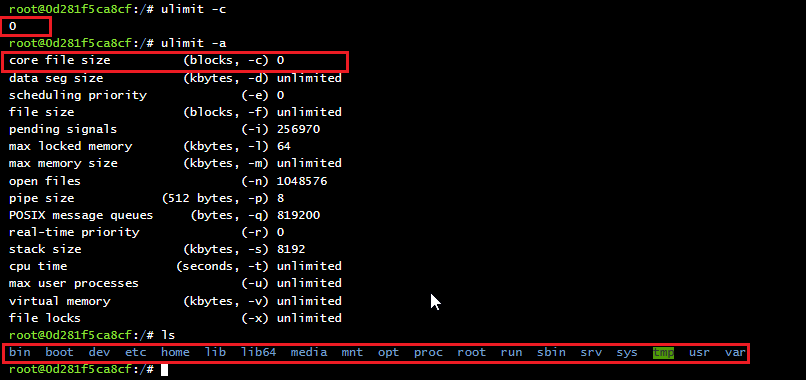 root@0d281f5ca8cf:/# ulimit -c
0
root@0d281f5ca8cf:/# ulimit -a
core file size          (blocks, -c) 0
data seg size           (kbytes, -d) unlimited
scheduling priority             (-e) 0
file size               (blocks, -f) unlimited
pending signals                 (-i) 256970
max locked memory       (kbytes, -l) 64
max memory size         (kbytes, -m) unlimited
open files                      (-n) 1048576
pipe size            (512 bytes, -p) 8
POSIX message queues     (bytes, -q) 819200
real-time priority              (-r) 0
stack size              (kbytes, -s) 8192
cpu time               (seconds, -t) unlimited
max user processes              (-u) unlimited
virtual memory          (kbytes, -v) unlimited
file locks                      (-x) unlimited
root@0d281f5ca8cf:/# ls
bin  boot  dev  etc  home  lib  lib64  media  mnt  opt  proc  root  run  sbin  srv  sys  tmp  usr  var
root@0d281f5ca8cf:/#